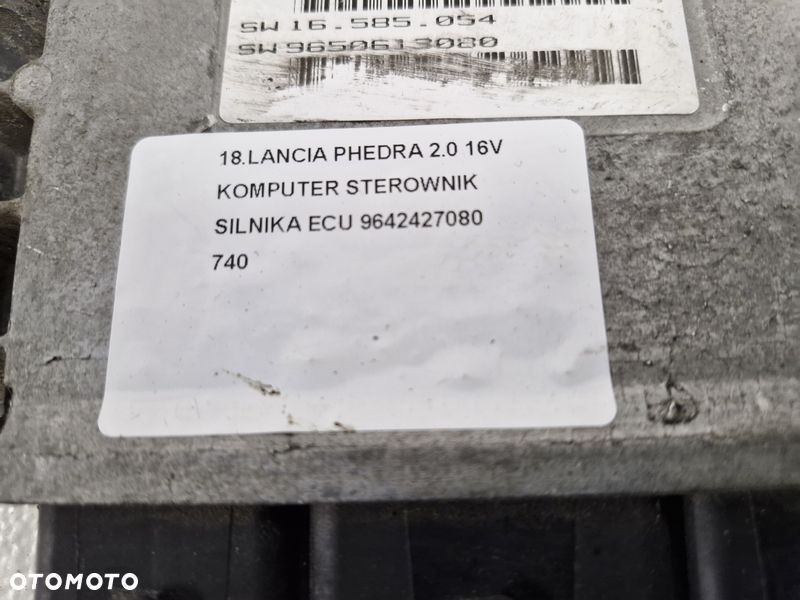 SW 16.585.054
SW 9650613080
18.LANCIA PHEDRA 2.0 16V
KOMPUTER STEROWNIK
SILNIKA ECU 9642427080
740
OTOMOTO